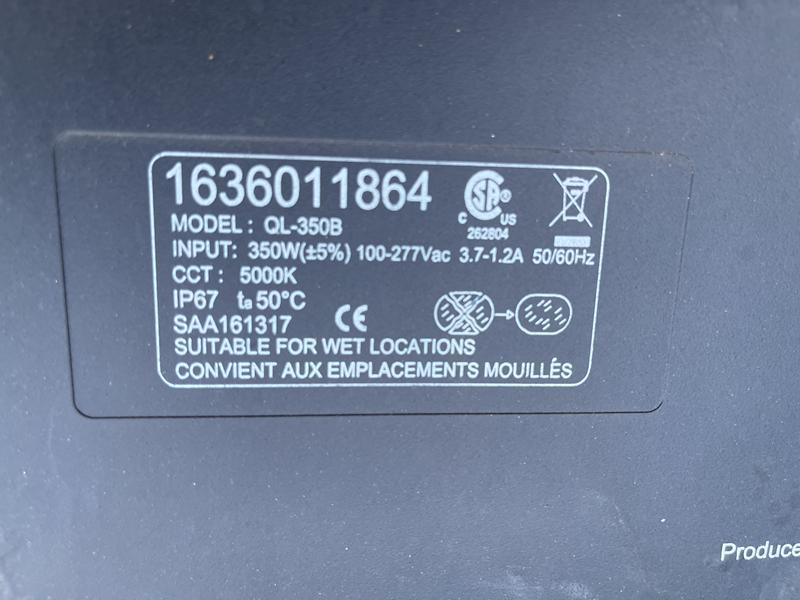 1636011864
C SA® US
262804
MODEL : QL-350B
INPUT: 350W(±5%) 100-277Vac 3.7-1.2A 50/60Hz
CCT : 5000K
IP67 ta 50°C
SAA161317 CE
SUITABLE FOR WET LOCATIONS
CONVIENT AUX EMPLACEMENTS MOUILLÉS
Produce